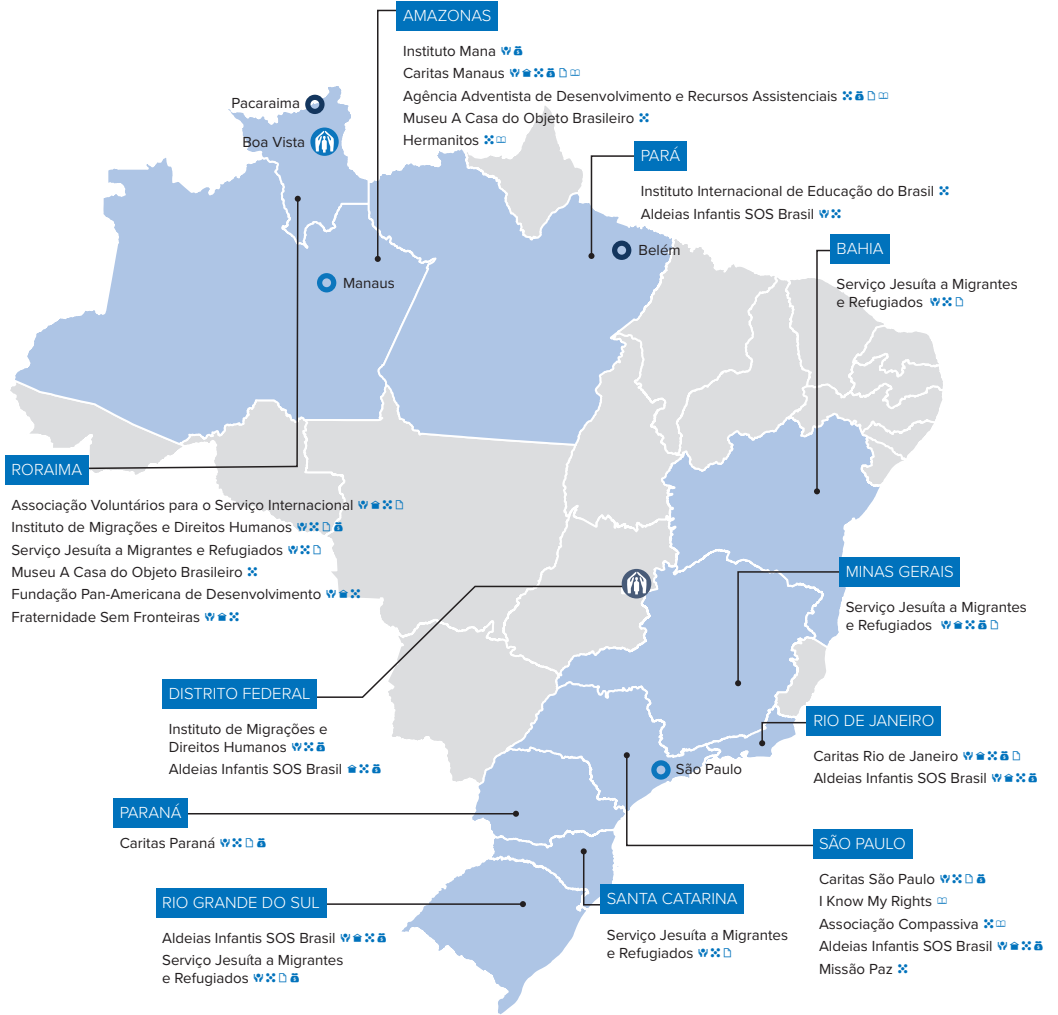 AMAZONAS
Instituto Mana
Caritas Manaus
Agência Adventista de Desenvolvimento e Recursos Assistenciais
Museu A Casa do Objeto Brasileiro
Hermanitos
Pacaraima
Boa Vista
PARÁ
Instituto Internacional de Educação do Brasil
Aldeias Infantis SOS Brasil
Belém
Manaus
BAHIA
Serviço Jesuíta a Migrantes
e Refugiados
RORAIMA
Associação Voluntários para o Serviço Internacional
Instituto de Migrações e Direitos Humanos
Serviço Jesuíta a Migrantes e Refugiados
Museu A Casa do Objeto Brasileiro
Fundação Pan-Americana de Desenvolvimento
Fraternidade Sem Fronteiras
MINAS GERAIS
Serviço Jesuíta a Migrantes
e Refugiados
DISTRITO FEDERAL
Instituto de Migrações e
Direitos Humanos
Aldeias Infantis SOS Brasil
RIO DE JANEIRO
Caritas Rio de Janeiro
Aldeias Infantis SOS Brasil
São Paulo
PARANÁ
Caritas Paraná
SÃO PAULO
Caritas São Paulo
I Know My Rights
Associação Compassiva
Aldeias Infantis SOS Brasil
Missão Paz
RIO GRANDE DO SUL
Aldeias Infantis SOS Brasil
Serviço Jesuíta a Migrantes
e Refugiados
SANTA CATARINA
Serviço Jesuíta a Migrantes
e Refugiados